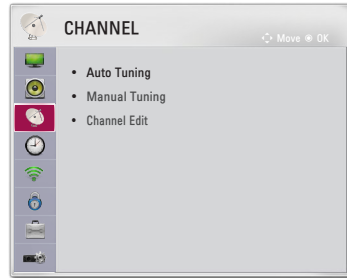 CHANNEL
Move ◉ OK
• Auto Tuning
• Manual Tuning
• Channel Edit